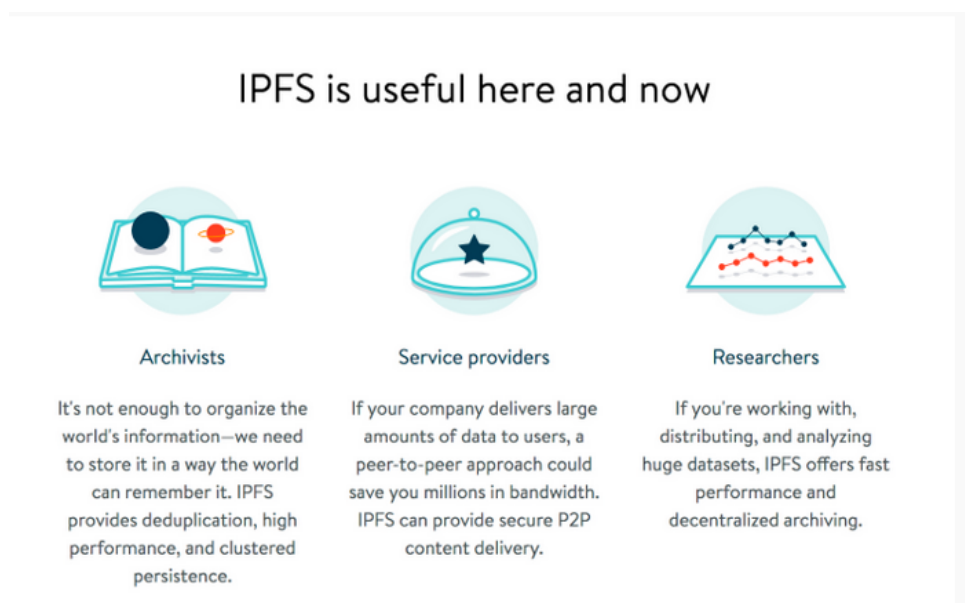 IPFS is useful here and now
Archivists
It's not enough to organize the
world's information—we need
to store it in a way the world
can remember it. IPFS
provides deduplication, high
performance, and clustered
persistence.
Service providers
If your company delivers large
amounts of data to users, a
peer-to-peer approach could
save you millions in bandwidth.
IPFS can provide secure P2P
content delivery.
Researchers
If you're working with,
distributing, and analyzing
huge datasets, IPFS offers fast
performance and
decentralized archiving.